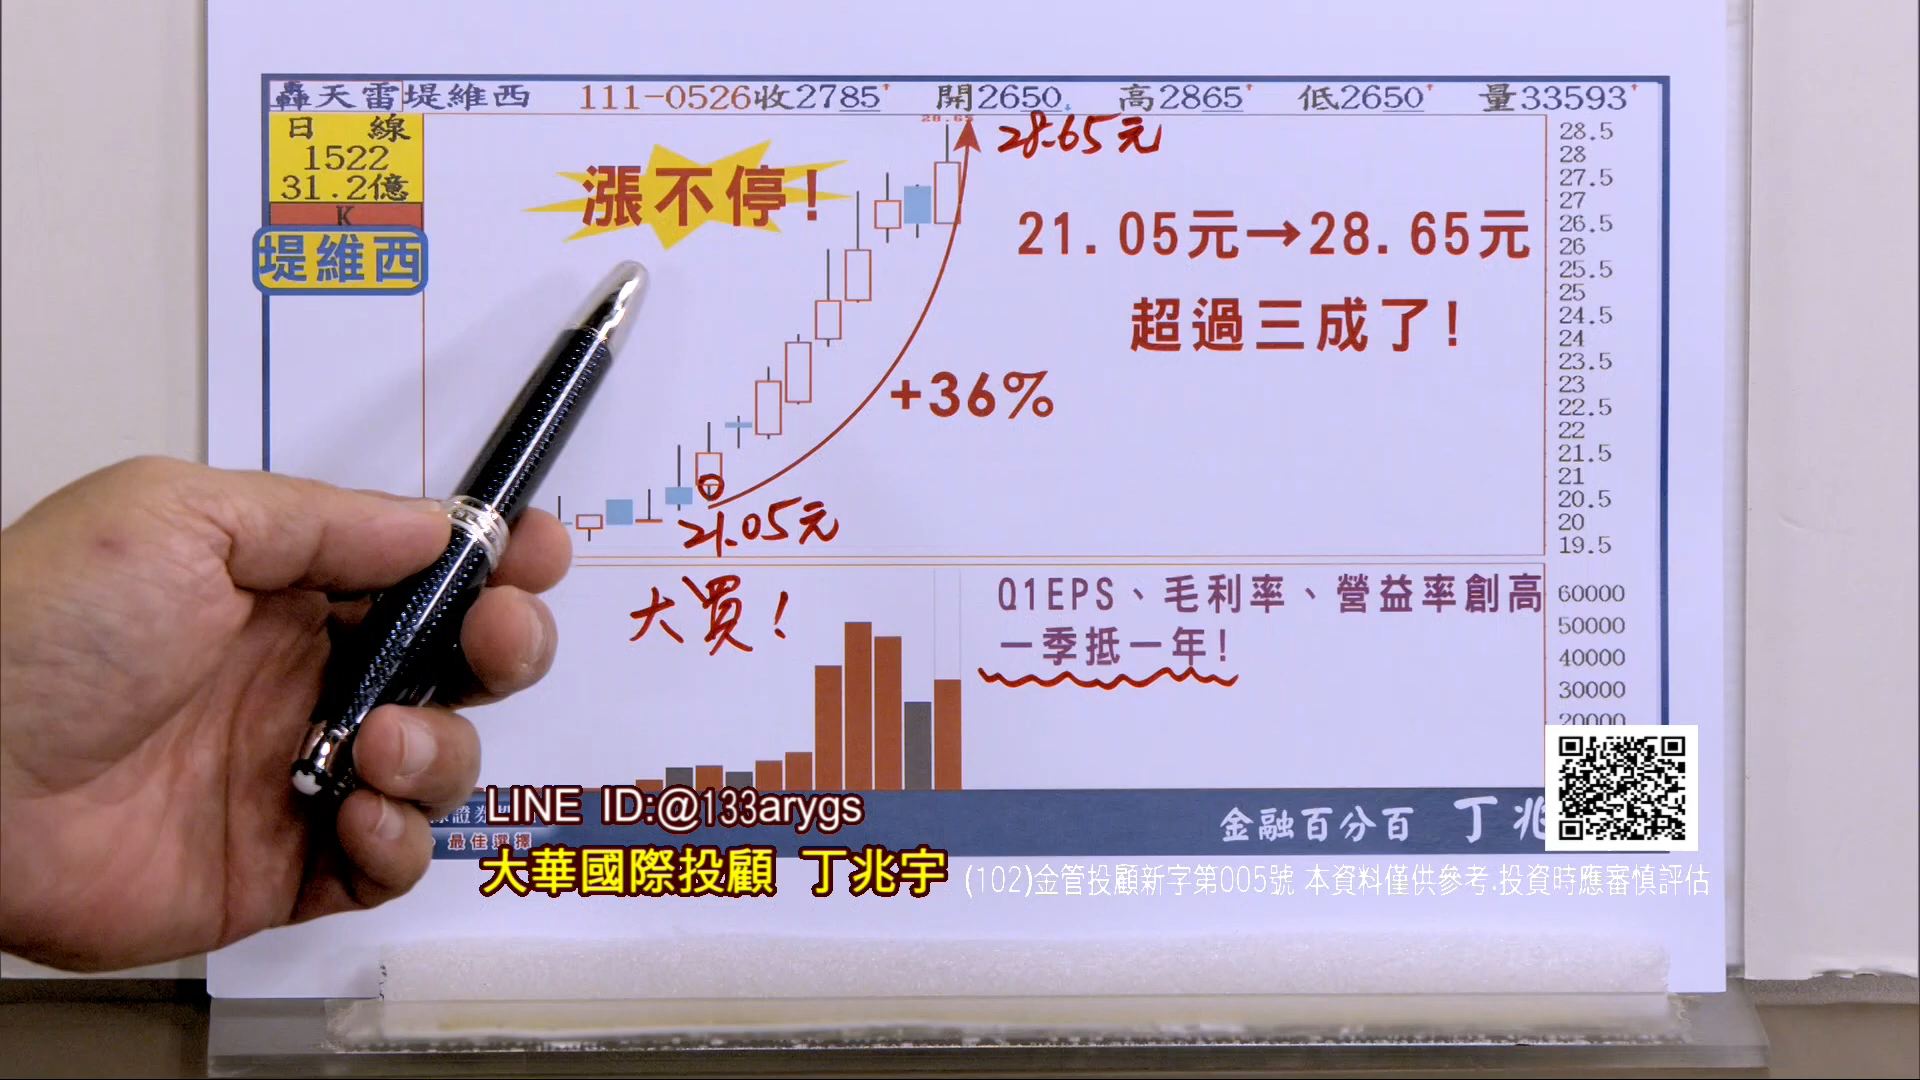 轟天雷堤維西 111-0526收2785 開2650 高2865 低2650 量33593
日 線
1522
31.2億
K
堤維西
漲不停!
28.65
28.65元
21.05元→28.65元
超過三成了!
+36%
21.05元
大買!
Q1EPS、毛利率、營益率創高
一季抵一年!
28.5
28
27.5
27
26.5
26
25.5
25
24.5
24
23.5
23
22.5
22
21.5
21
20.5
20
19.5
60000
50000
40000
30000
20000
LINE ID:@133arygs
最佳選擇
金融百分百 丁兆
大華國際投顧 丁兆宇 (102)金管投顧新字第005號 本資料僅供參考.投資時應審慎評估